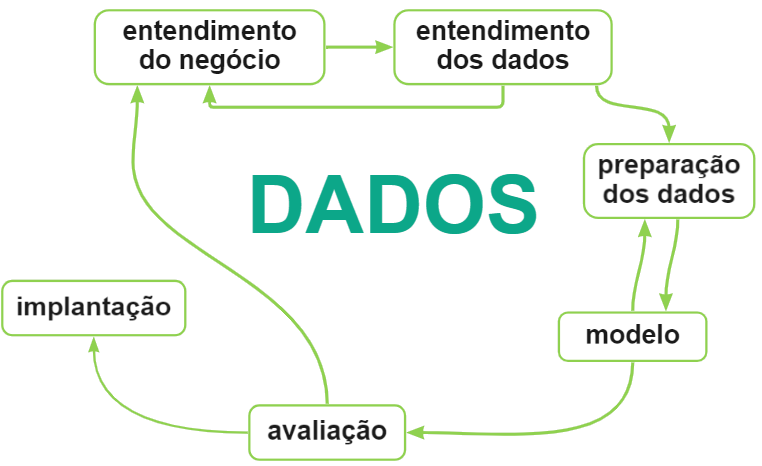 entendimento
do negócio
entendimento
dos dados
DADOS
preparação
dos dados
implantação
modelo
avaliação